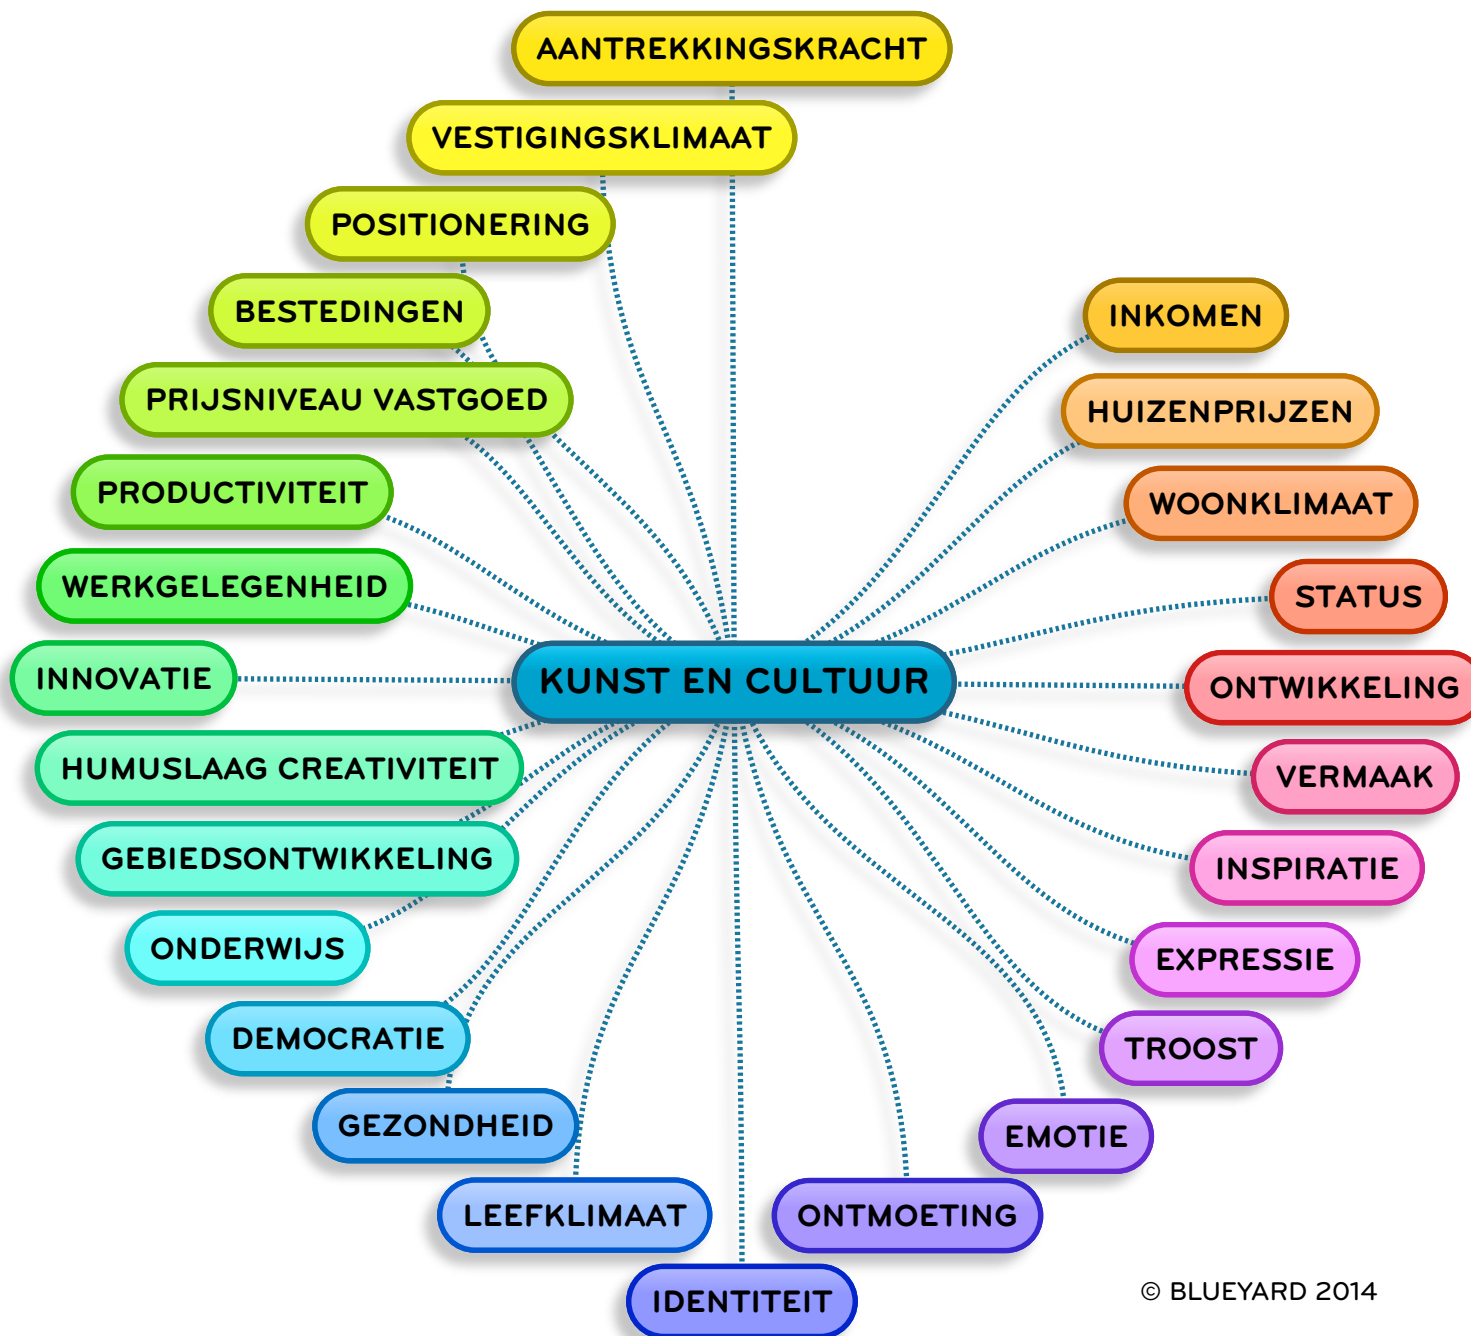 AANTREKKINGSKRACHT
VESTIGINGSKLIMAAT
POSITIONERING
BESTEDINGEN
INKOMEN
PRIJSNIVEAU VASTGOED
HUIZENPRIJZEN
PRODUCTIVITEIT
WOONKLIMAAT
WERKGELEGENHEID
STATUS
INNOVATIE
KUNST EN CULTUUR
ONTWIKKELING
HUMUSLAAG CREATIVITEIT
VERMAAK
GEBIEDSONTWIKKELING
INSPIRATIE
ONDERWIJS
EXPRESSIE
DEMOCRATIE
TROOST
GEZONDHEID
EMOTIE
LEEFKLIMAAT
ONTMOETING
IDENTITEIT
© BLUEYARD 2014